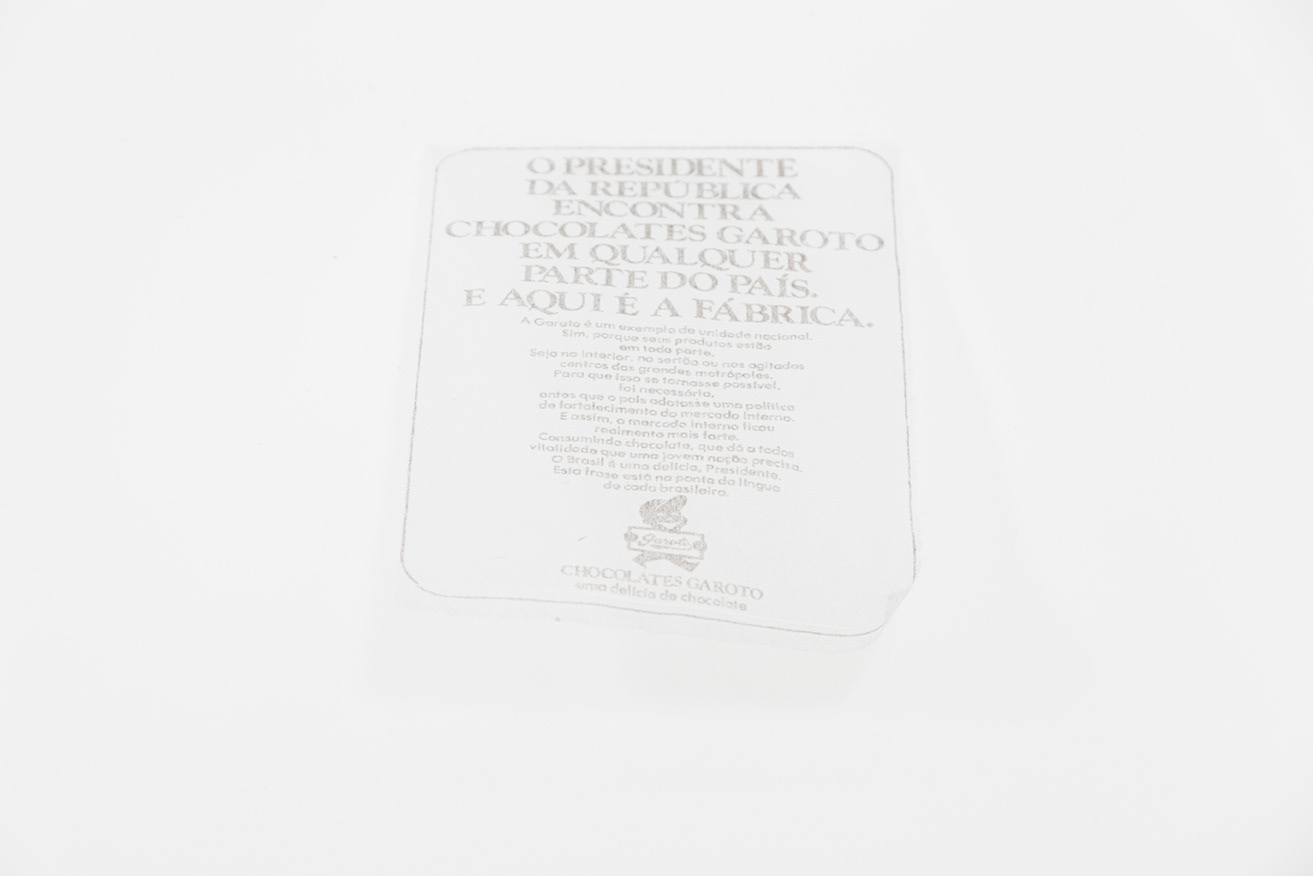 O PRESIDENTE
DA REPÚBLICA
ENCONTRA
CHOCOLATES GAROTO
EM QUALQUER
PARTE DO PAÍS.
E AQUI É A FÁBRICA.
A Garoto é um exemplo de unidade nacional.
Sim, porque seus produtos estão
em toda parte.
Seja no interior, no sertão ou nos agitados
centros das grandes metrópoles.
Para que isso se tornasse possível,
foi necessário,
antes que o país adotasse uma política
de fortalecimento do mercado interno.
E assim, o mercado interno ficou
realmente mais forte.
Consumindo chocolate, que dá a todos
vitalidade que uma jovem nação precisa.
O Brasil é uma delícia, Presidente.
Esta frase está na ponta da língua
de cada brasileiro.
Garoto
CHOCOLATES GAROTO
uma delícia de chocolate